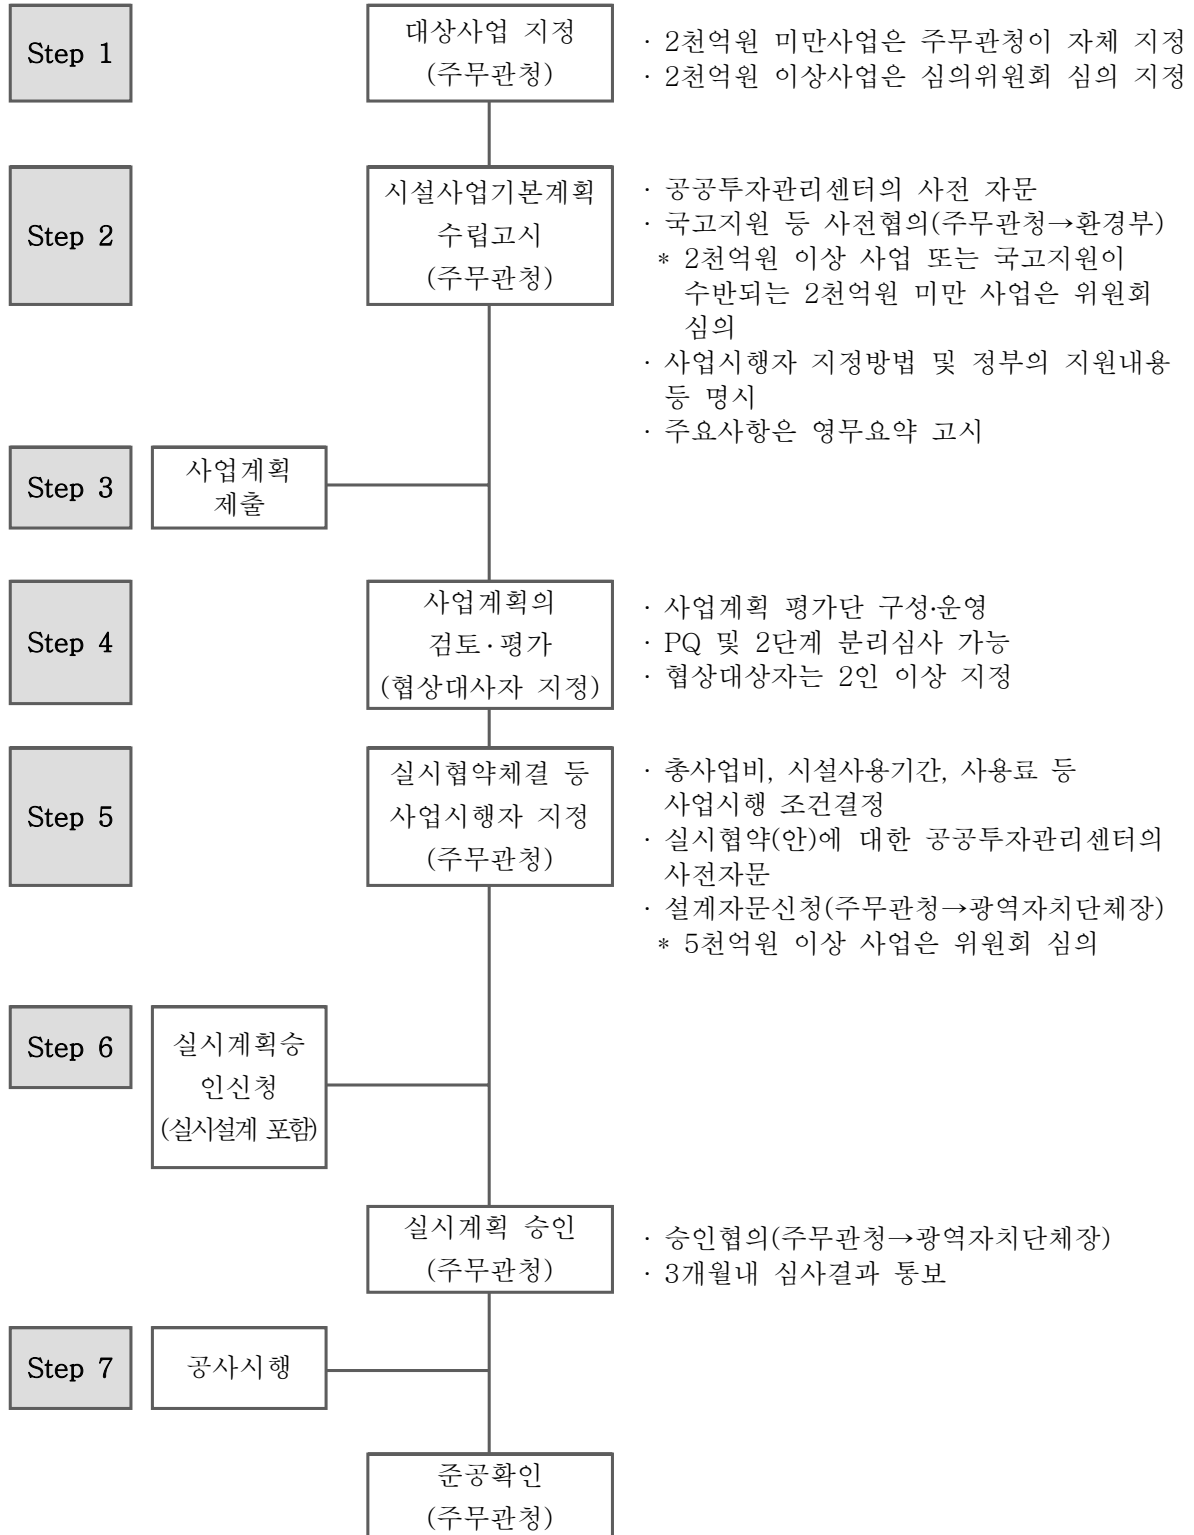 Step 1
대상사업 지정
(주무관청)
· 2천억원 미만사업은 주무관청이 자체 지정
· 2천억원 이상사업은 심의위원회 심의 지정
Step 2
시설사업기본계획
수립고시
(주무관청)
· 공공투자관리센터의 사전 자문
· 국고지원 등 사전협의(주무관청→환경부)
* 2천억원 이상 사업 또는 국고지원이
수반되는 2천억원 미만 사업은 위원회
심의
· 사업시행자 지정방법 및 정부의 지원내용
등 명시
· 주요사항은 영무요약 고시
Step 3
사업계획
제출
Step 4
사업계획의
검토·평가
(협상대사자 지정)
· 사업계획 평가단 구성·운영
· PQ 및 2단계 분리심사 가능
· 협상대상자는 2인 이상 지정
Step 5
실시협약체결 등
사업시행자 지정
(주무관청)
· 총사업비, 시설사용기간, 사용료 등
사업시행 조건결정
· 실시협약(안)에 대한 공공투자관리센터의
사전자문
· 설계자문신청(주무관청→광역자치단체장)
* 5천억원 이상 사업은 위원회 심의
Step 6
실시계획승
인신청
(실시설계 포함)
실시계획 승인
(주무관청)
· 승인협의(주무관청→광역자치단체장)
· 3개월내 심사결과 통보
Step 7
공사시행
준공확인
(주무관청)